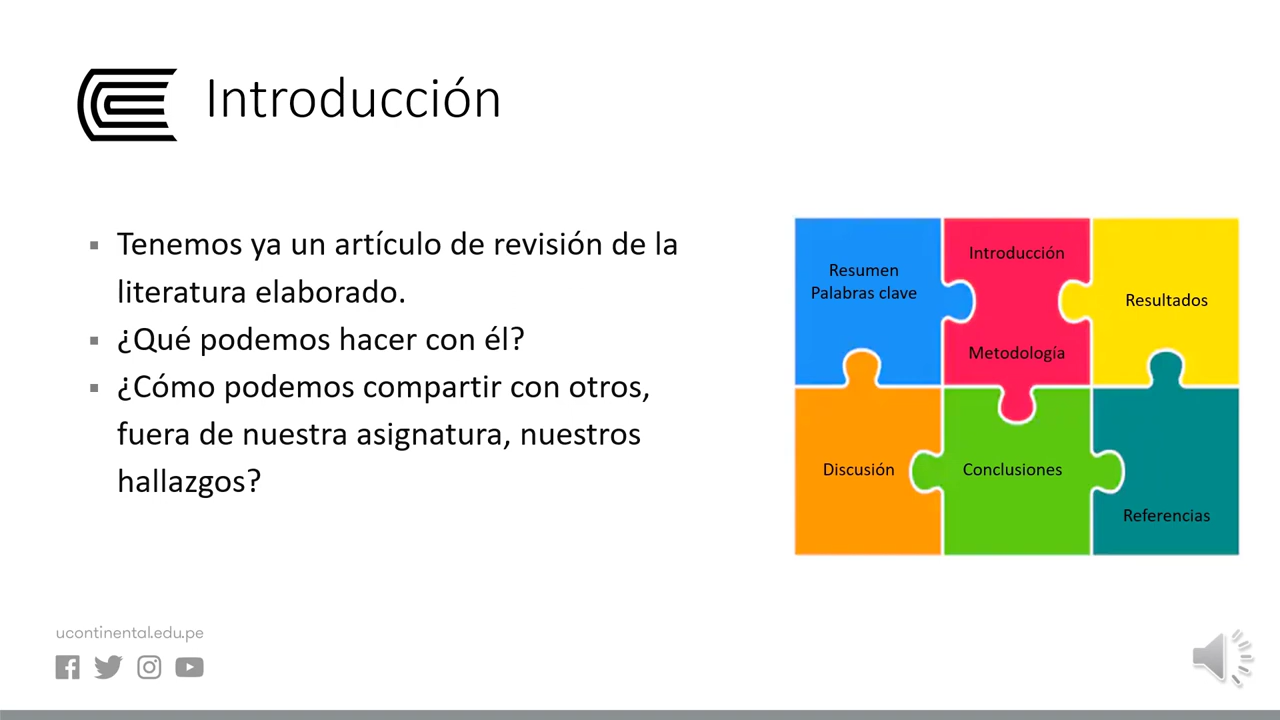 Introducción
Tenemos ya un artículo de revisión de la
literatura elaborado.
¿Qué podemos hacer con él?
¿Cómo podemos compartir con otros,
fuera de nuestra asignatura, nuestros
hallazgos?
Resumen
Palabras clave
Introducción
Metodología
Resultados
Discusión
Conclusiones
Referencias
ucontinental.edu.pe